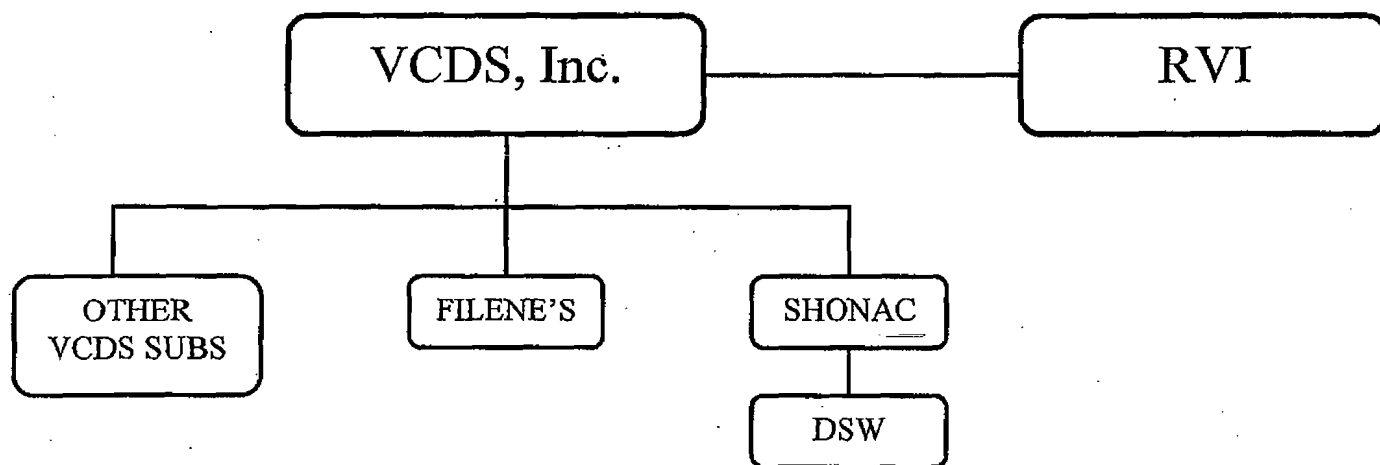 VCDS, Inc.
RVI
OTHER
VCDS SUBS
FILENE'S
SHONAC
DSW